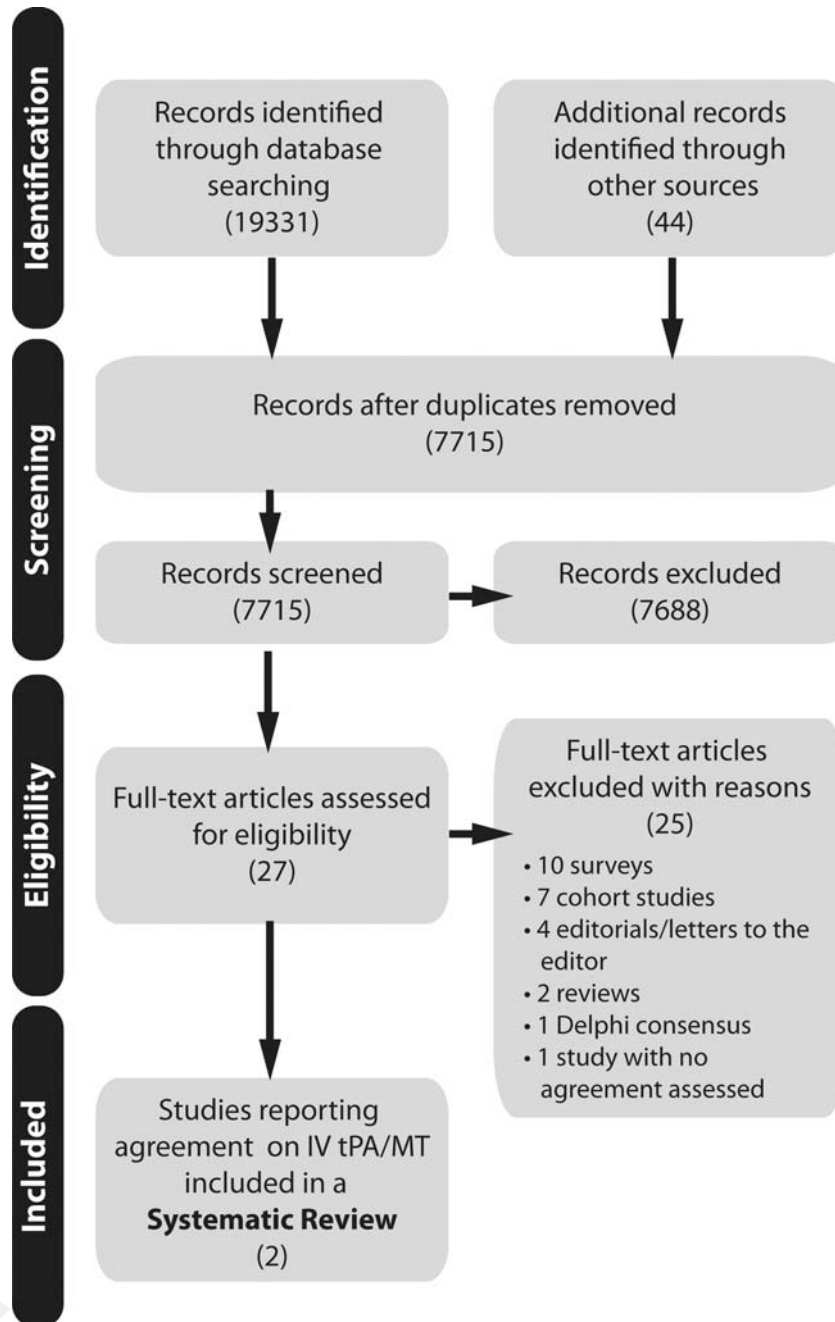 Identification
Records identified
through database
searching
(19331)
Additional records
identified through
other sources
(44)
Screening
Records after duplicates removed
(7715)
Records screened
(7715)
Records excluded
(7688)
Eligibility
Full-text articles assessed
for eligibility
(27)
Full-text articles
excluded with reasons
(25)
• 10 surveys
• 7 cohort studies
• 4 editorials/letters to the
editor
• 2 reviews
• 1 Delphi consensus
• 1 study with no
agreement assessed
Included
Studies reporting
agreement on IV tPA/MT
included in a
Systematic Review
(2)